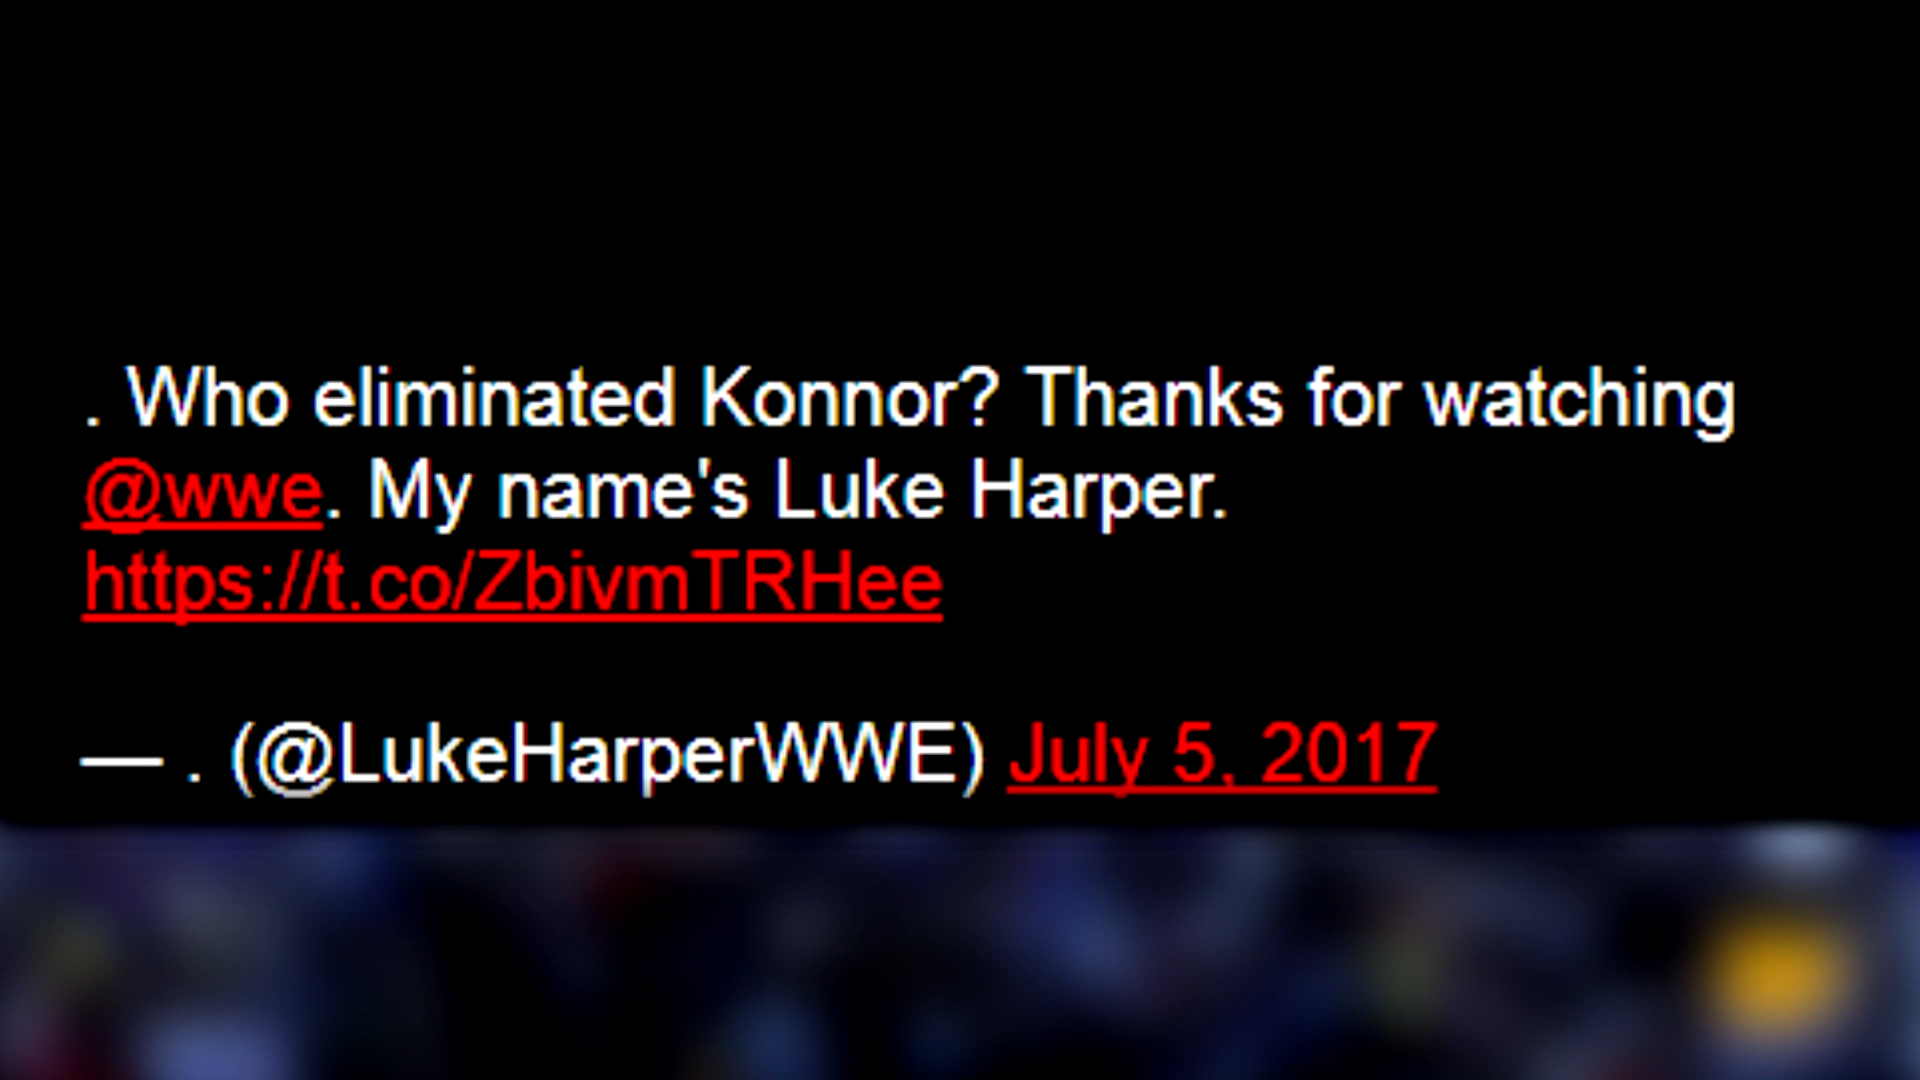 . Who eliminated Konnor? Thanks for watching
@wwe. My name's Luke Harper.
https://t.co/ZbivmTRHee
— . (@LukeHarperWWE) July 5, 2017